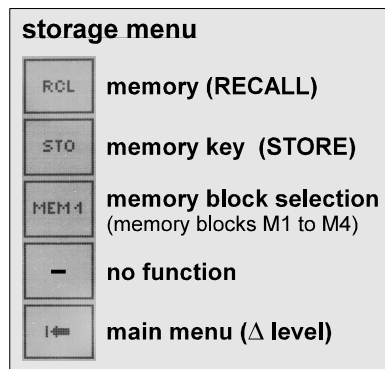 storage menu
RCL memory (RECALL)
STO memory key (STORE)
MEM 1 memory block selection
(memory blocks M1 to M4)
– no function
main menu (Δ level)